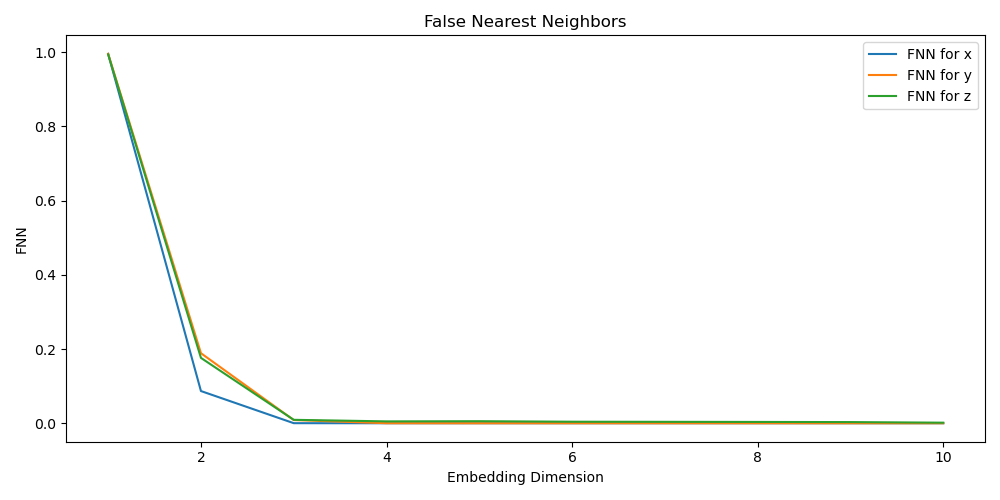 False Nearest Neighbors
FNN for x
FNN for y
FNN for z
1.0
0.8
0.6
0.4
0.2
0.0
FNN
2
4
6
8
10
Embedding Dimension